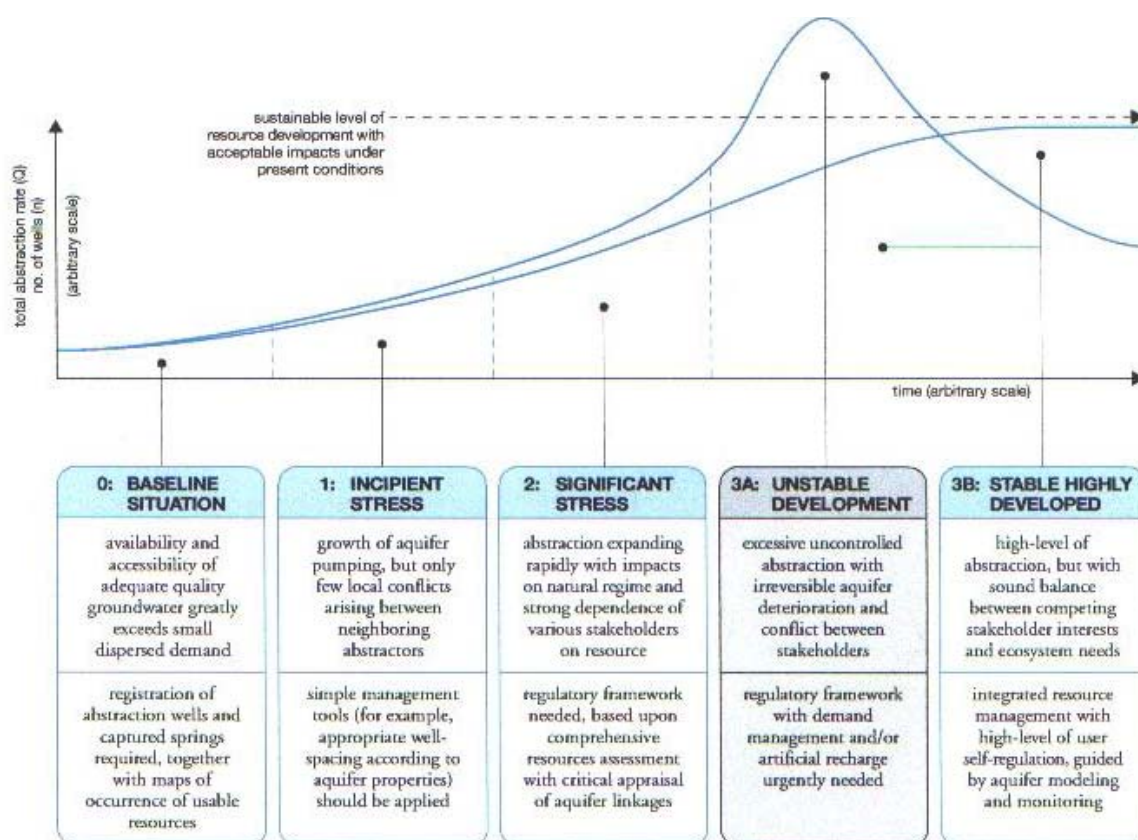 sustainable level of
resource development with
acceptable impacts under
present conditions
total abstraction rate (Q)
no. of wells (n)
(arbitrary scale)
time (arbitrary scale)
0: BASELINE
SITUATION
availability and
accessibility of
adequate quality
groundwater greatly
exceeds small
dispersed demand
registration of
abstraction wells and
captured springs
required, together
with maps of
occurrence of usable
resources
1: INCIPIENT
STRESS
growth of aquifer
pumping, but only
few local conflicts
arising between
neighboring
abstractors
simple management
tools (for example,
appropriate well-
spacing according to
aquifer properties)
should be applied
2: SIGNIFICANT
STRESS
abstraction expanding
rapidly with impacts
on natural regime and
strong dependence of
various stakeholders
on resource
regulatory framework
needed, based upon
comprehensive
resources assessment
with critical appraisal
of aquifer linkages
3A: UNSTABLE
DEVELOPMENT
excessive uncontrolled
abstraction with
irreversible aquifer
deterioration and
conflict between
stakeholders
regulatory framework
with demand
management and/or
artificial recharge
urgently needed
3B: STABLE HIGHLY
DEVELOPED
high-level of
abstraction, but with
sound balance
between competing
stakeholder interests
and ecosystem needs
integrated resource
management with
high-level of user
self-regulation, guided
by aquifer modeling
and monitoring